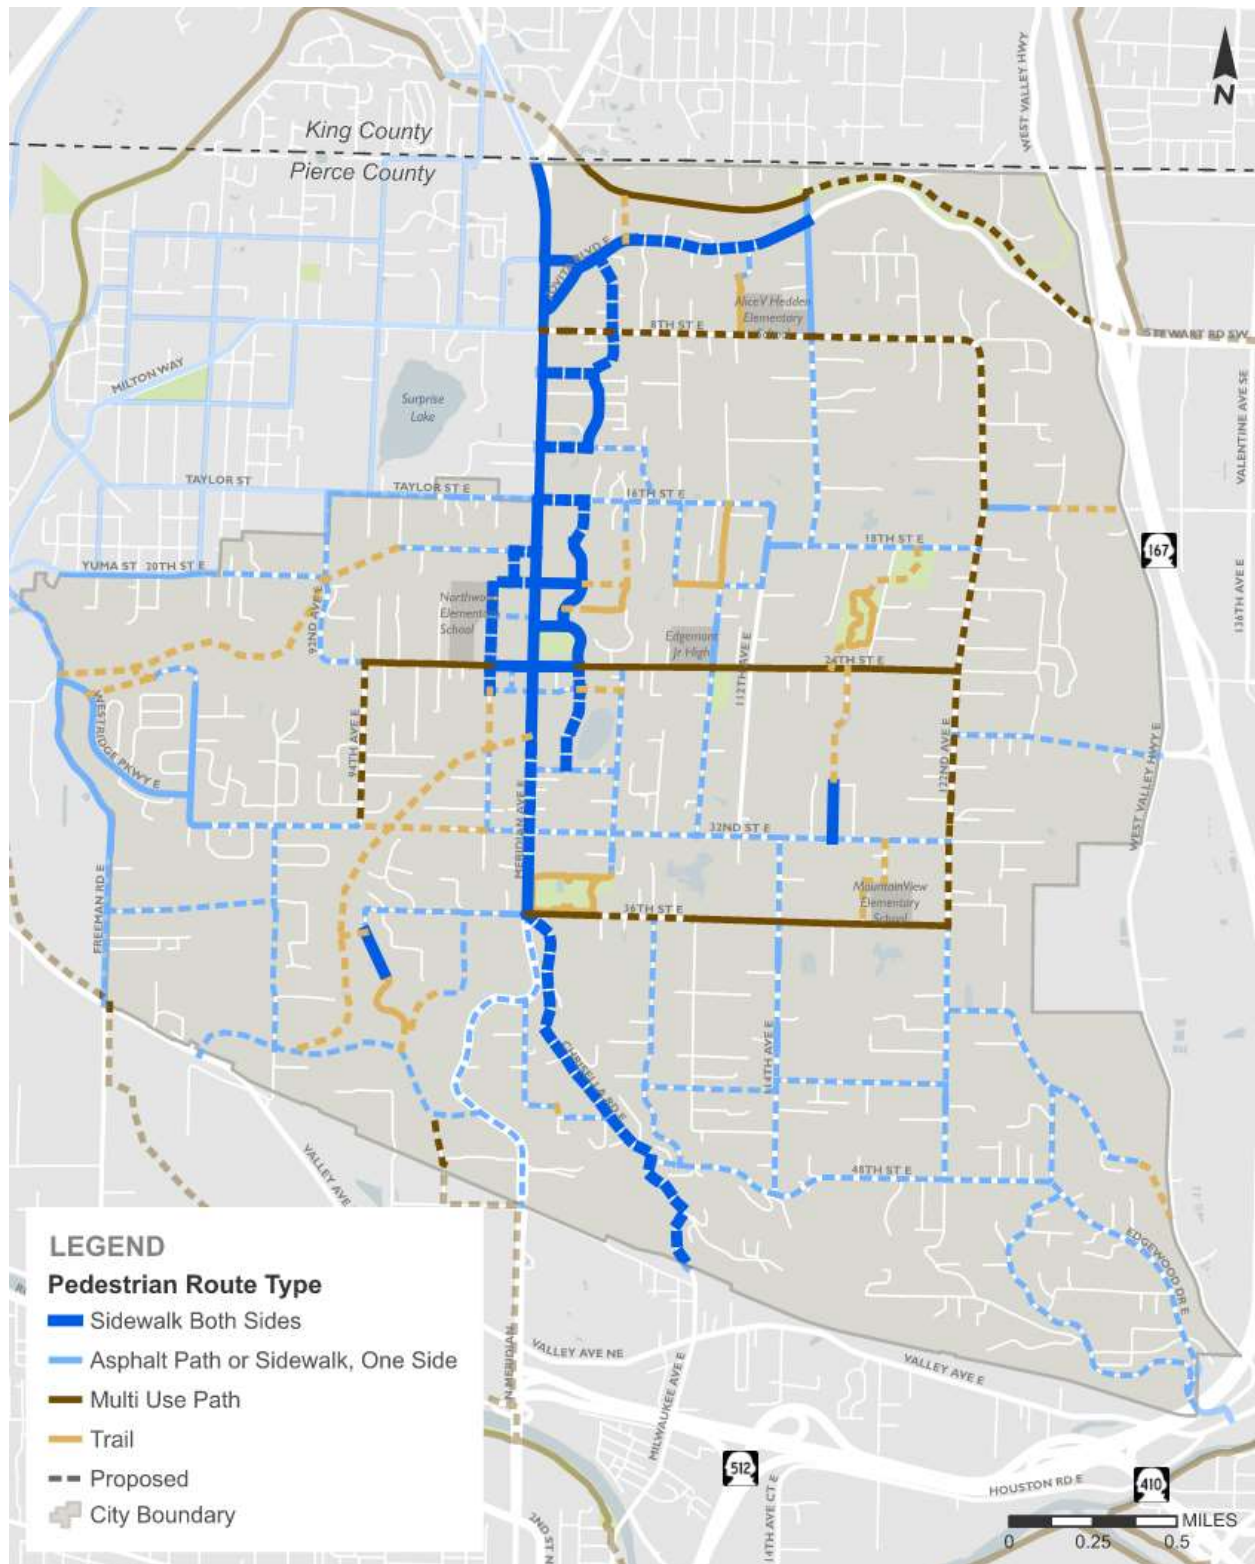 WEST VALLEY HWY
N
King County
Pierce County
8TH ST E
Alice V Hedden
Elementary
School
STEWART RD SW
MILTON WAY
Surprise
Lake
VALENTINE AVE SE
TAYLOR ST
TAYLOR ST E
16TH ST E
18TH ST E
167
YUMA ST
20TH ST E
92ND AVE E
Elementary
School
Edgemont
Jr High
112TH AVE E
136TH AVE E
24TH ST E
WESTRIDGE PKWY E
94TH AVE E
122ND AVE E
WEST VALLEY HWY E
MERIDIAN AVE E
32ND ST E
FREEMAN RD E
36TH ST E
MountainView
Elementary
School
CHRISELLA RD E
114TH AVE E
48TH ST E
VALLEY AVE
EDGEWOOD DR E
LEGEND
Pedestrian Route Type
Sidewalk Both Sides
Asphalt Path or Sidewalk, One Side
Multi Use Path
Trail
Proposed
City Boundary
N MERIDIAN
VALLEY AVE NE
MILWAUKEE AVE E
VALLEY AVE E
512
HOUSTON RD E
410
2ND ST N
14TH AVE CT E
MILES
0 0.25 0.5